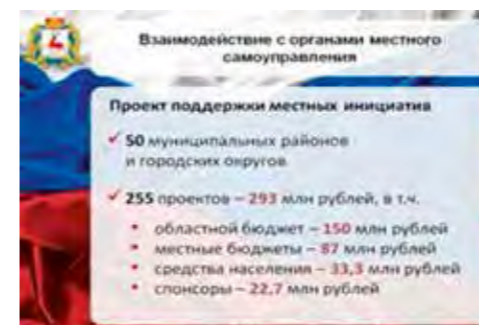 Взаимодействие с органами местного
самоуправления
Проект поддержки местных инициатив
✓ 50 муниципальных районов
и городских округов
✓ 255 проектов – 293 млн рублей, в т.ч.
• областной бюджет – 150 млн рублей
• местные бюджеты – 87 млн рублей
• средства населения – 33,3 млн рублей
• спонсоры – 22,7 млн рублей